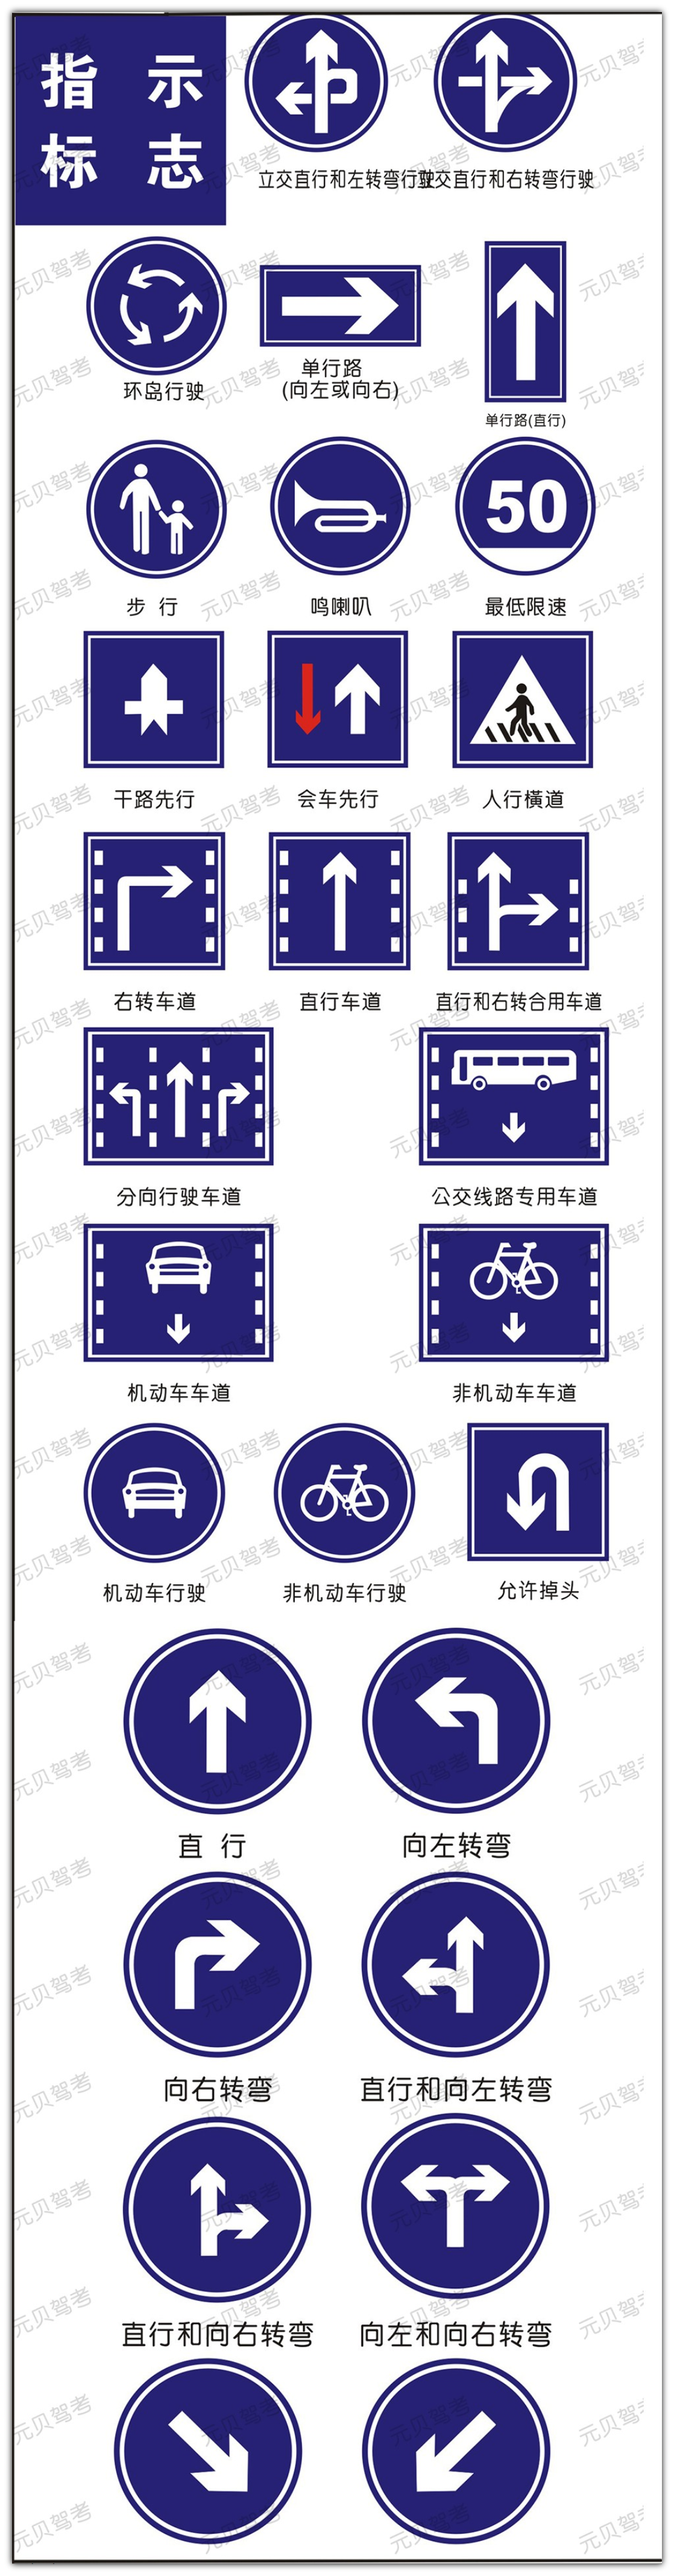 指 示
标 志
立交直行和左转弯行驶
立交直行和右转弯行驶
环岛行驶
单行路
(向左或向右)
单行路(直行)
50
步 行
鸣喇叭
最低限速
干路先行
会车先行
人行橫道
右转车道
直行车道
直行和右转合用车道
分向行驶车道
公交线路专用车道
机动车车道
非机动车车道
机动车行驶
非机动车行驶
允许掉头
直 行
向左转弯
向右转弯
直行和向左转弯
直行和向右转弯
向左和向右转弯
元贝驾考